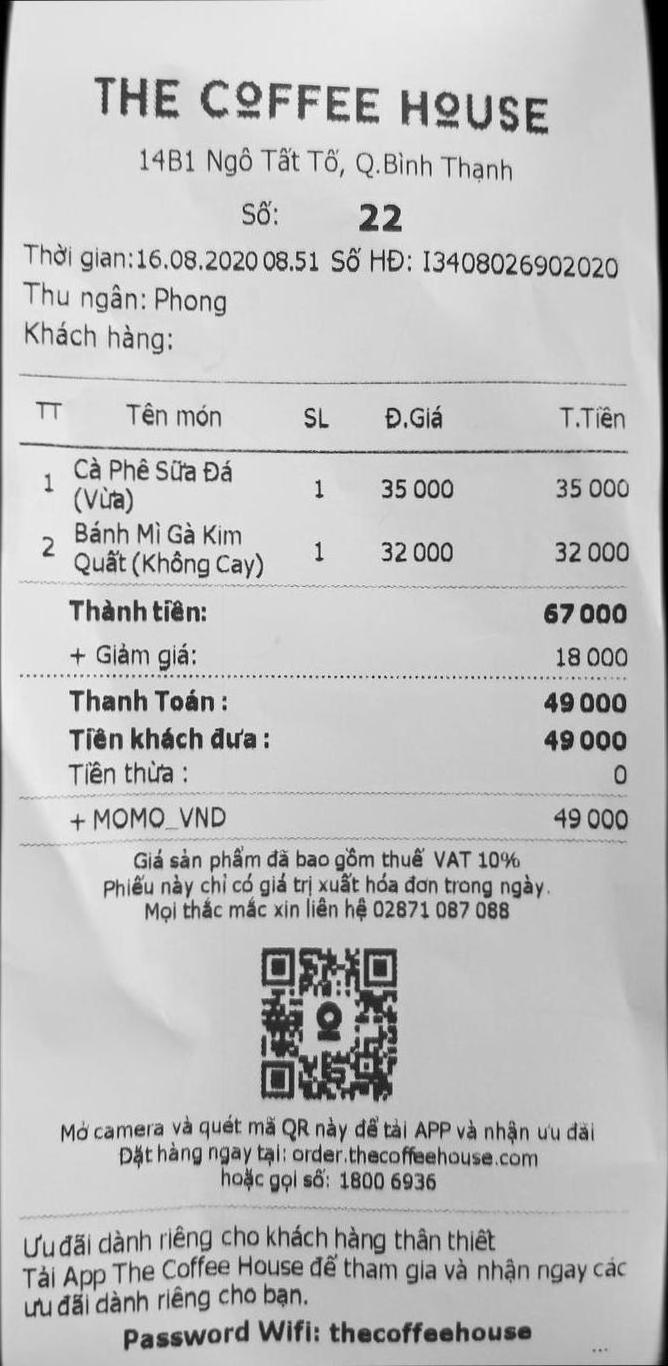 THE COFFEE HOUSE
14B1 Ngô Tất Tố, Q.Bình Thạnh
Số: 22
Thời gian:16.08.2020 08.51 Số HĐ: I3408026902020
Thu ngân: Phong
Khách hàng:
TT Tên món SL Đ.Giá T.Tiền
1 Cà Phê Sữa Đá (Vừa) 1 35 000 35 000
2 Bánh Mì Gà Kim Quất (Không Cay) 1 32 000 32 000
Thành tiền: 67 000
+ Giảm giá: 18 000
Thanh Toán : 49 000
Tiền khách đưa : 49 000
Tiền thừa : 0
+ MOMO_VND 49 000
Giá sản phẩm đã bao gồm thuế VAT 10%
Phiếu này chỉ có giá trị xuất hóa đơn trong ngày.
Mọi thắc mắc xin liên hệ 02871 087 088
Mở camera và quét mã QR này để tải APP và nhận ưu đãi
Đặt hàng ngay tại: order.thecoffeehouse.com
hoặc gọi số: 1800 6936
Ưu đãi dành riêng cho khách hàng thân thiết
Tải App The Coffee House để tham gia và nhận ngay các
ưu đãi dành riêng cho bạn.
Password Wifi: thecoffeehouse
...